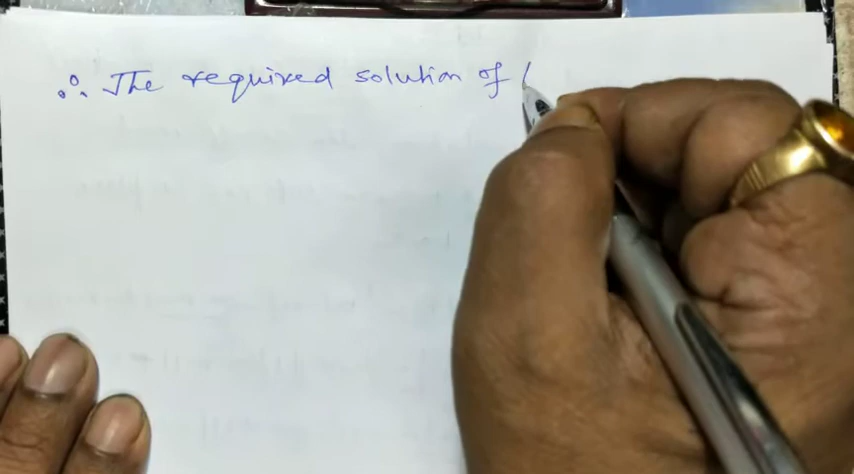 ∴ The required solution of (